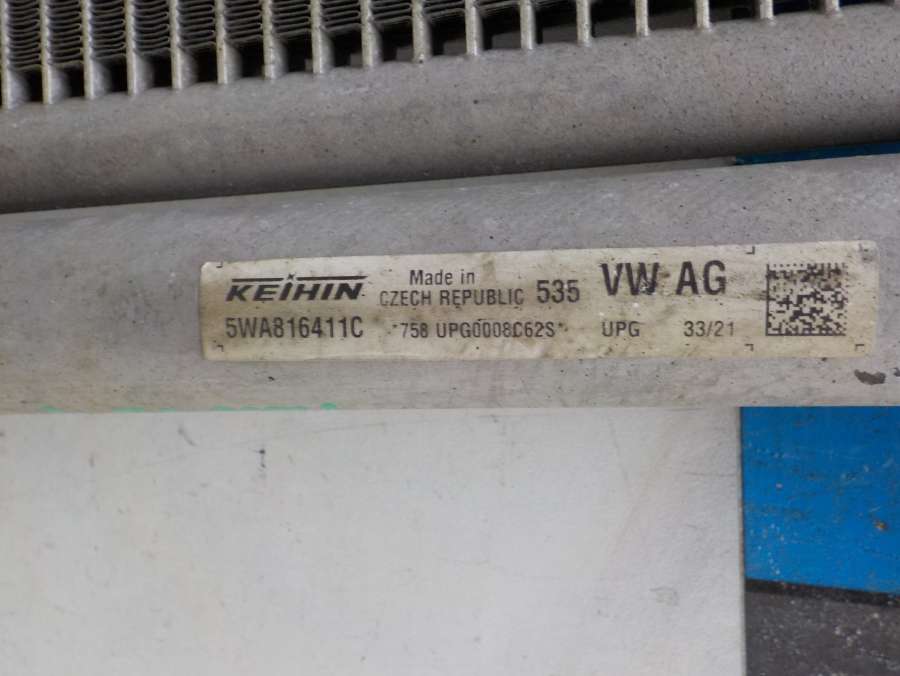 KEIHIN Made in CZECH REPUBLIC 535 VW AG
5WA816411C *758 UPG0008C62S* UPG 33/21